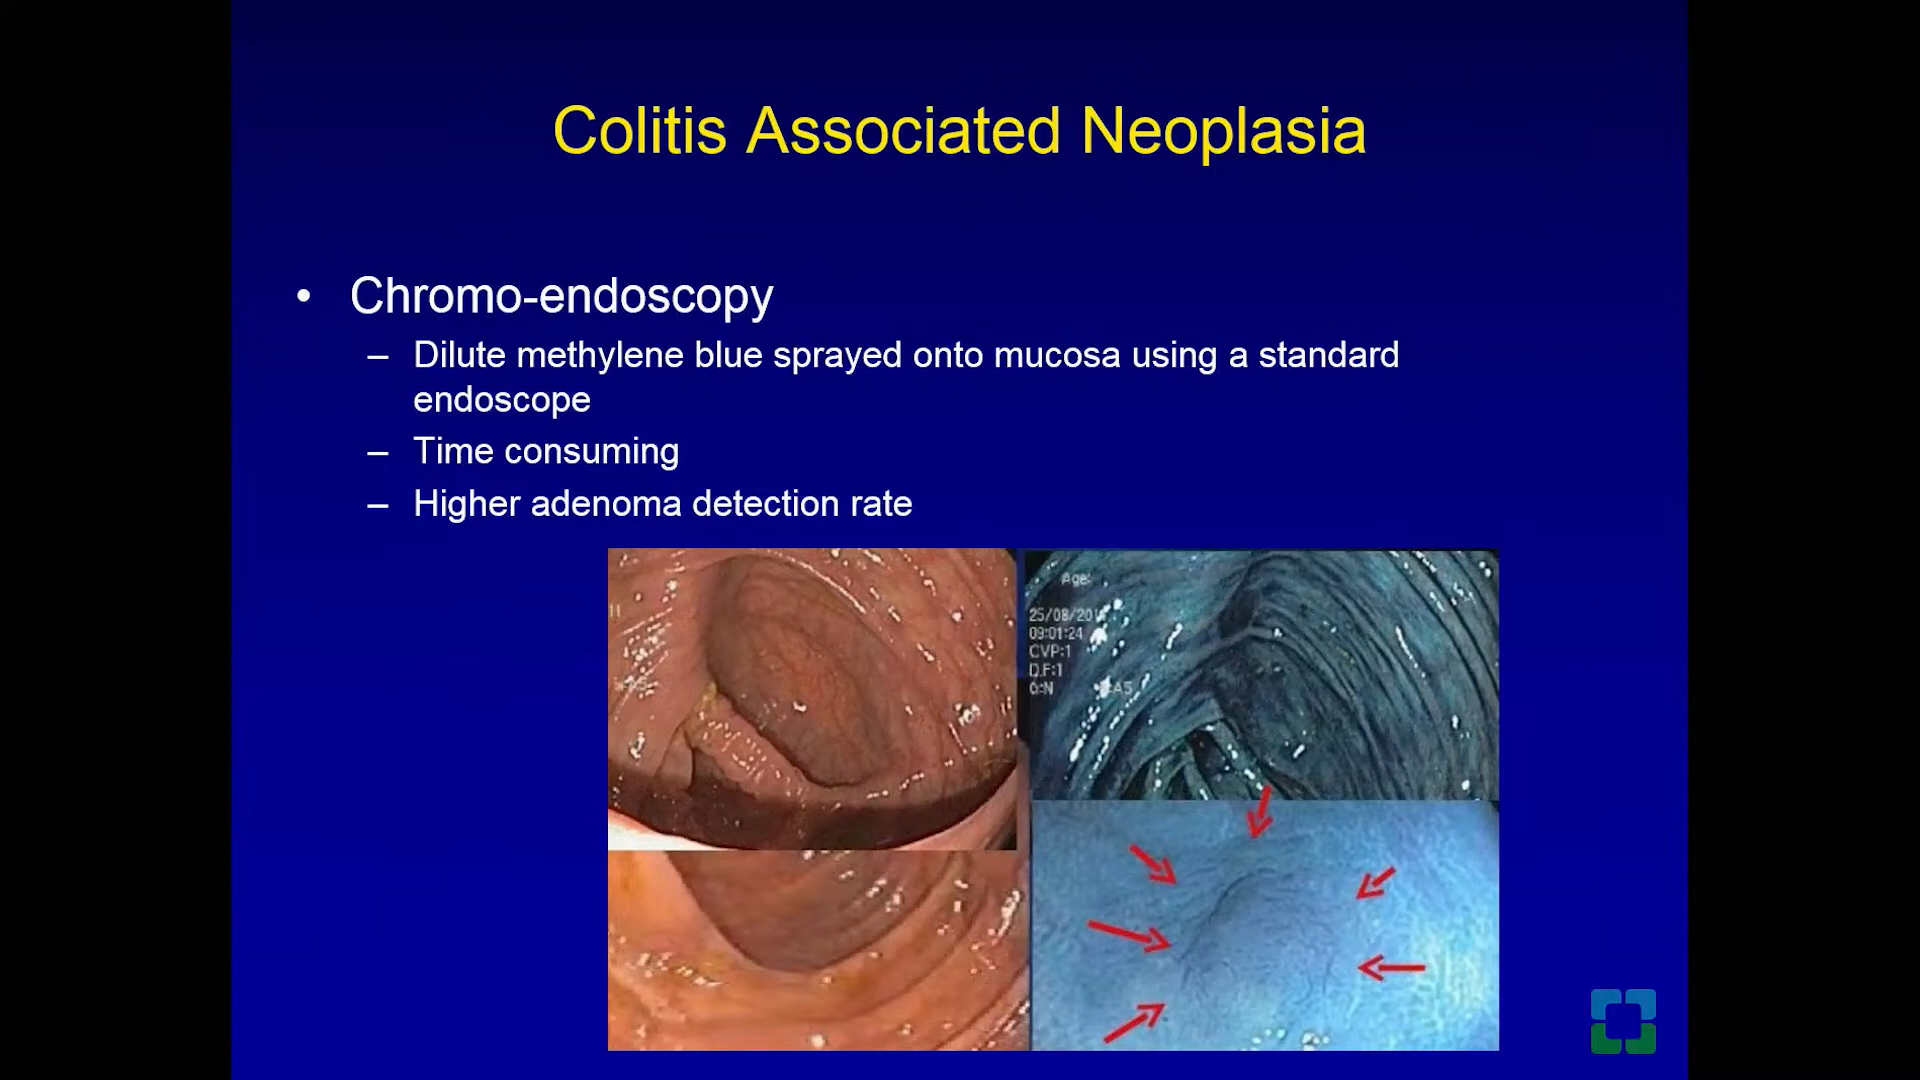 Colitis Associated Neoplasia
• Chromo-endoscopy
– Dilute methylene blue sprayed onto mucosa using a standard
endoscope
– Time consuming
– Higher adenoma detection rate
Age:
25/08/201
09:01:24
CVP:1
D.F:1